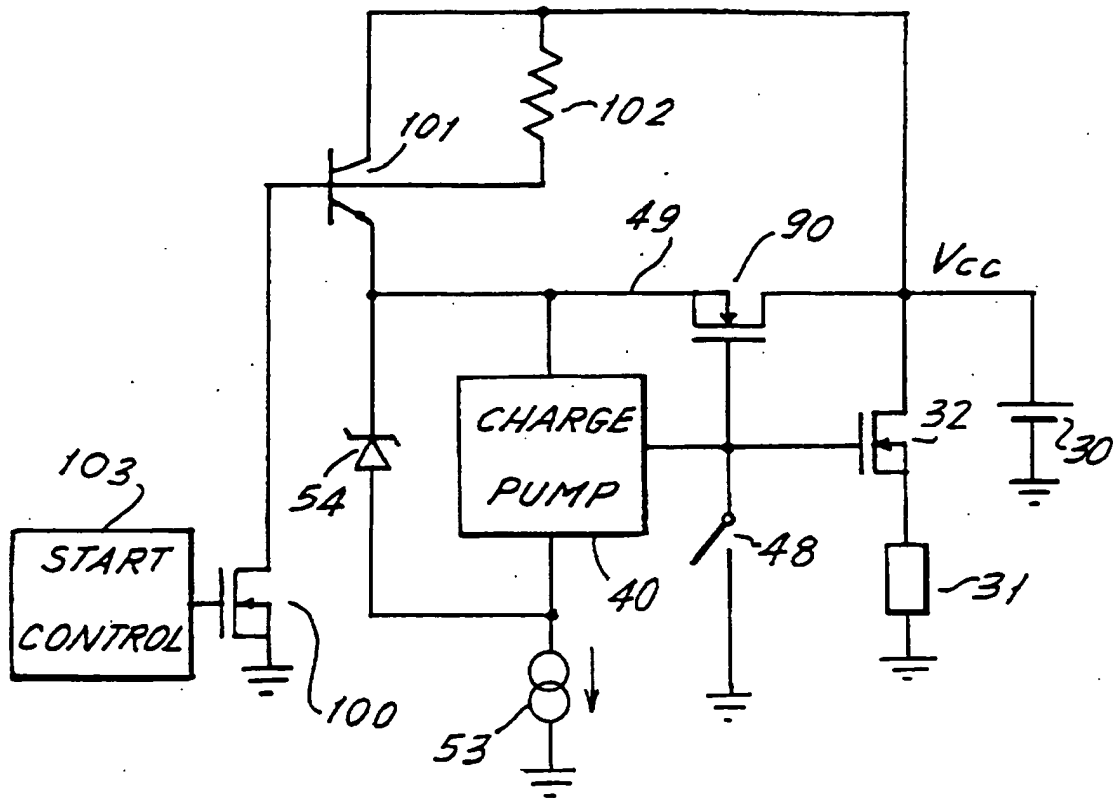 102
101
49
90
Vcc
CHARGE
PUMP
32
30
103
54
START
CONTROL
48
40
31
100
53